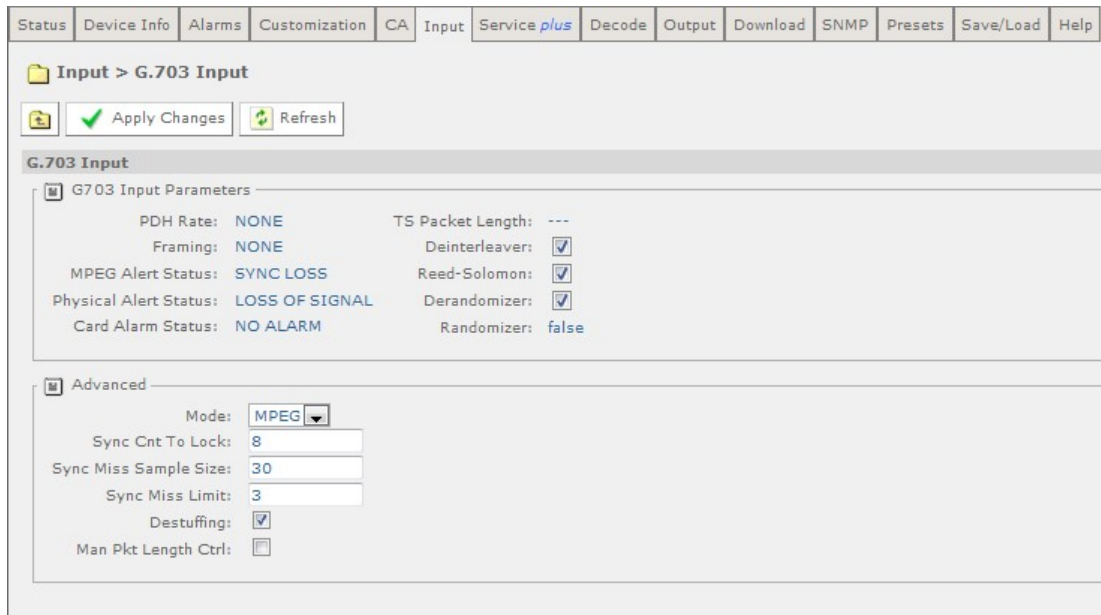 Status Device Info Alarms Customization CA Input Service plus Decode Output Download SNMP Presets Save/Load Help
Input > G.703 Input
Apply Changes Refresh
G.703 Input
G703 Input Parameters
PDH Rate: NONE TS Packet Length: ---
Framing: NONE Deinterleaver:
MPEG Alert Status: SYNC LOSS Reed-Solomon:
Physical Alert Status: LOSS OF SIGNAL Derandomizer:
Card Alarm Status: NO ALARM Randomizer: false
Advanced
Mode: MPEG
Sync Cnt To Lock: 8
Sync Miss Sample Size: 30
Sync Miss Limit: 3
Destuffing:
Man Pkt Length Ctrl: